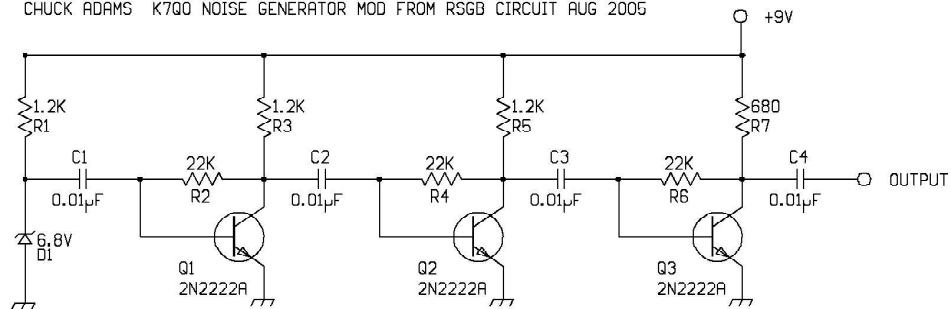 CHUCK ADAMS K7QO NOISE GENERATOR MOD FROM RSGB CIRCUIT AUG 2005
+9V
1.2K
R1
1.2K
R3
1.2K
R5
680
R7
C1
0.01µF
22K
R2
C2
0.01µF
22K
R4
C3
0.01µF
22K
R6
C4
0.01µF
OUTPUT
6.8V
D1
Q1
2N2222A
Q2
2N2222A
Q3
2N2222A